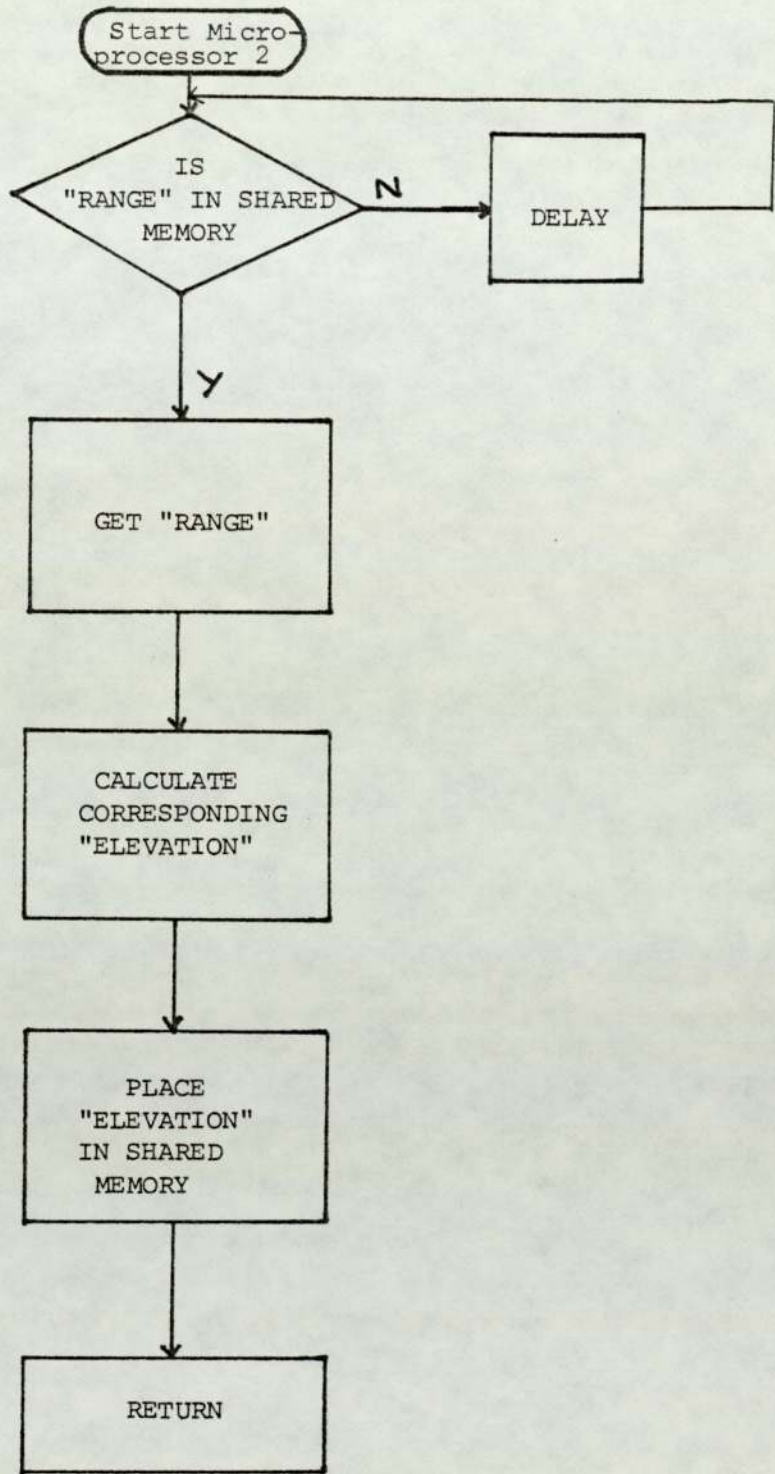 Start Micro-
processor 2
IS
"RANGE" IN SHARED
MEMORY
N
DELAY
Y
GET "RANGE"
CALCULATE
CORRESPONDING
"ELEVATION"
PLACE
"ELEVATION"
IN SHARED
MEMORY
RETURN